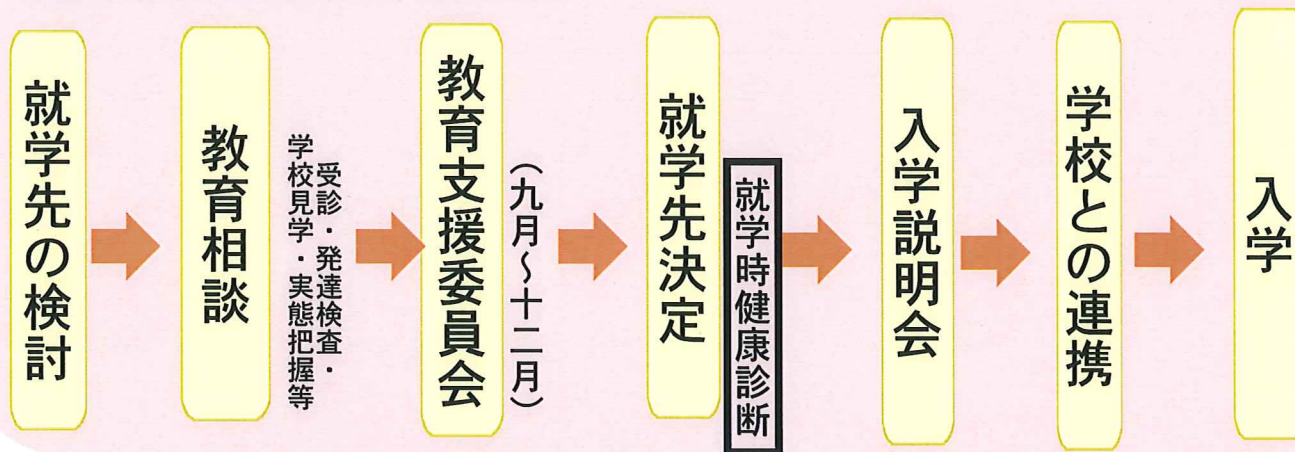 就学先の検討
教育相談
受診・発達検査・
学校見学・実態把握等
教育支援委員会
（九月～十二月）
就学先決定
就学時健康診断
入学説明会
学校との連携
入学